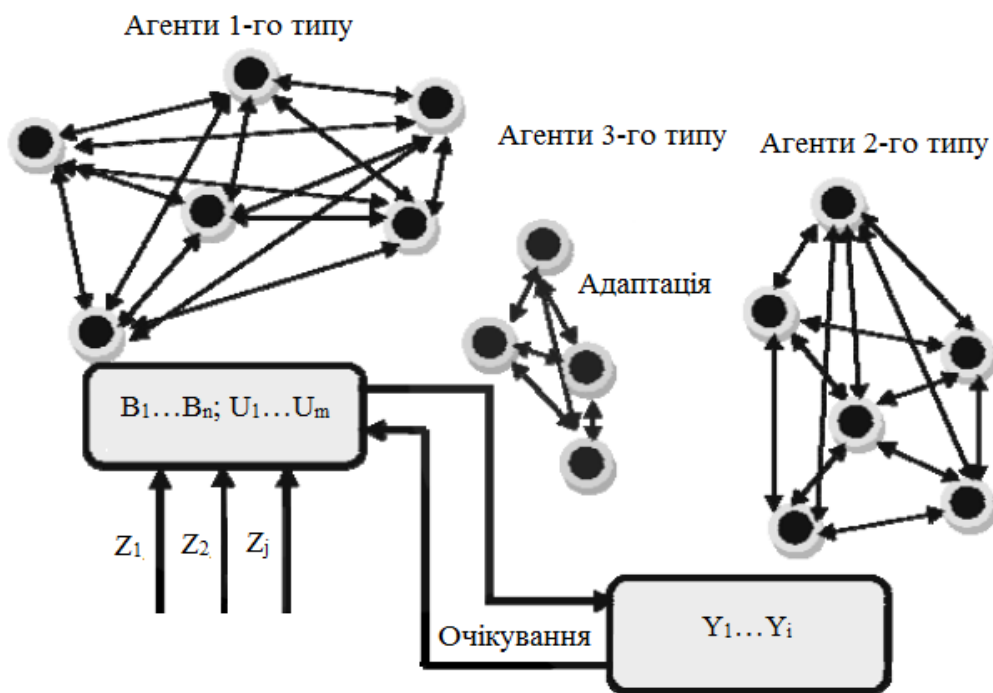 Агенти 1-го типу
Агенти 3-го типу
Агенти 2-го типу
Адаптація
B₁…Bₙ; U₁…Uₘ
Z₁ Z₂ Zⱼ
Очікування
Y₁…Yᵢ